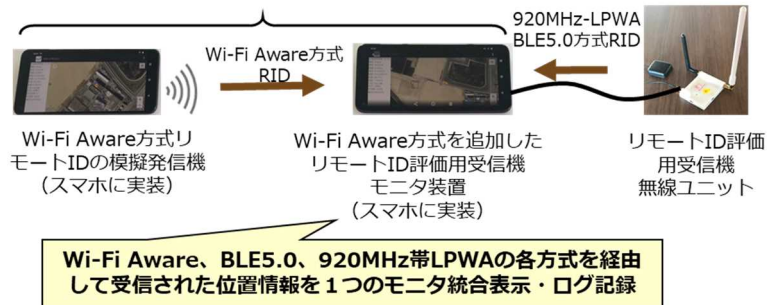 Wi-Fi Aware方式
RID
920MHz-LPWA
BLE5.0方式RID
Wi-Fi Aware方式リ
モートIDの模擬発信機
（スマホに実装）
Wi-Fi Aware方式を追加した
リモートID評価用受信機
モニタ装置
（スマホに実装）
リモートID評価
用受信機
無線ユニット
Wi-Fi Aware、BLE5.0、920MHz帯LPWAの各方式を経由
して受信された位置情報を１つのモニタ統合表示・ログ記録